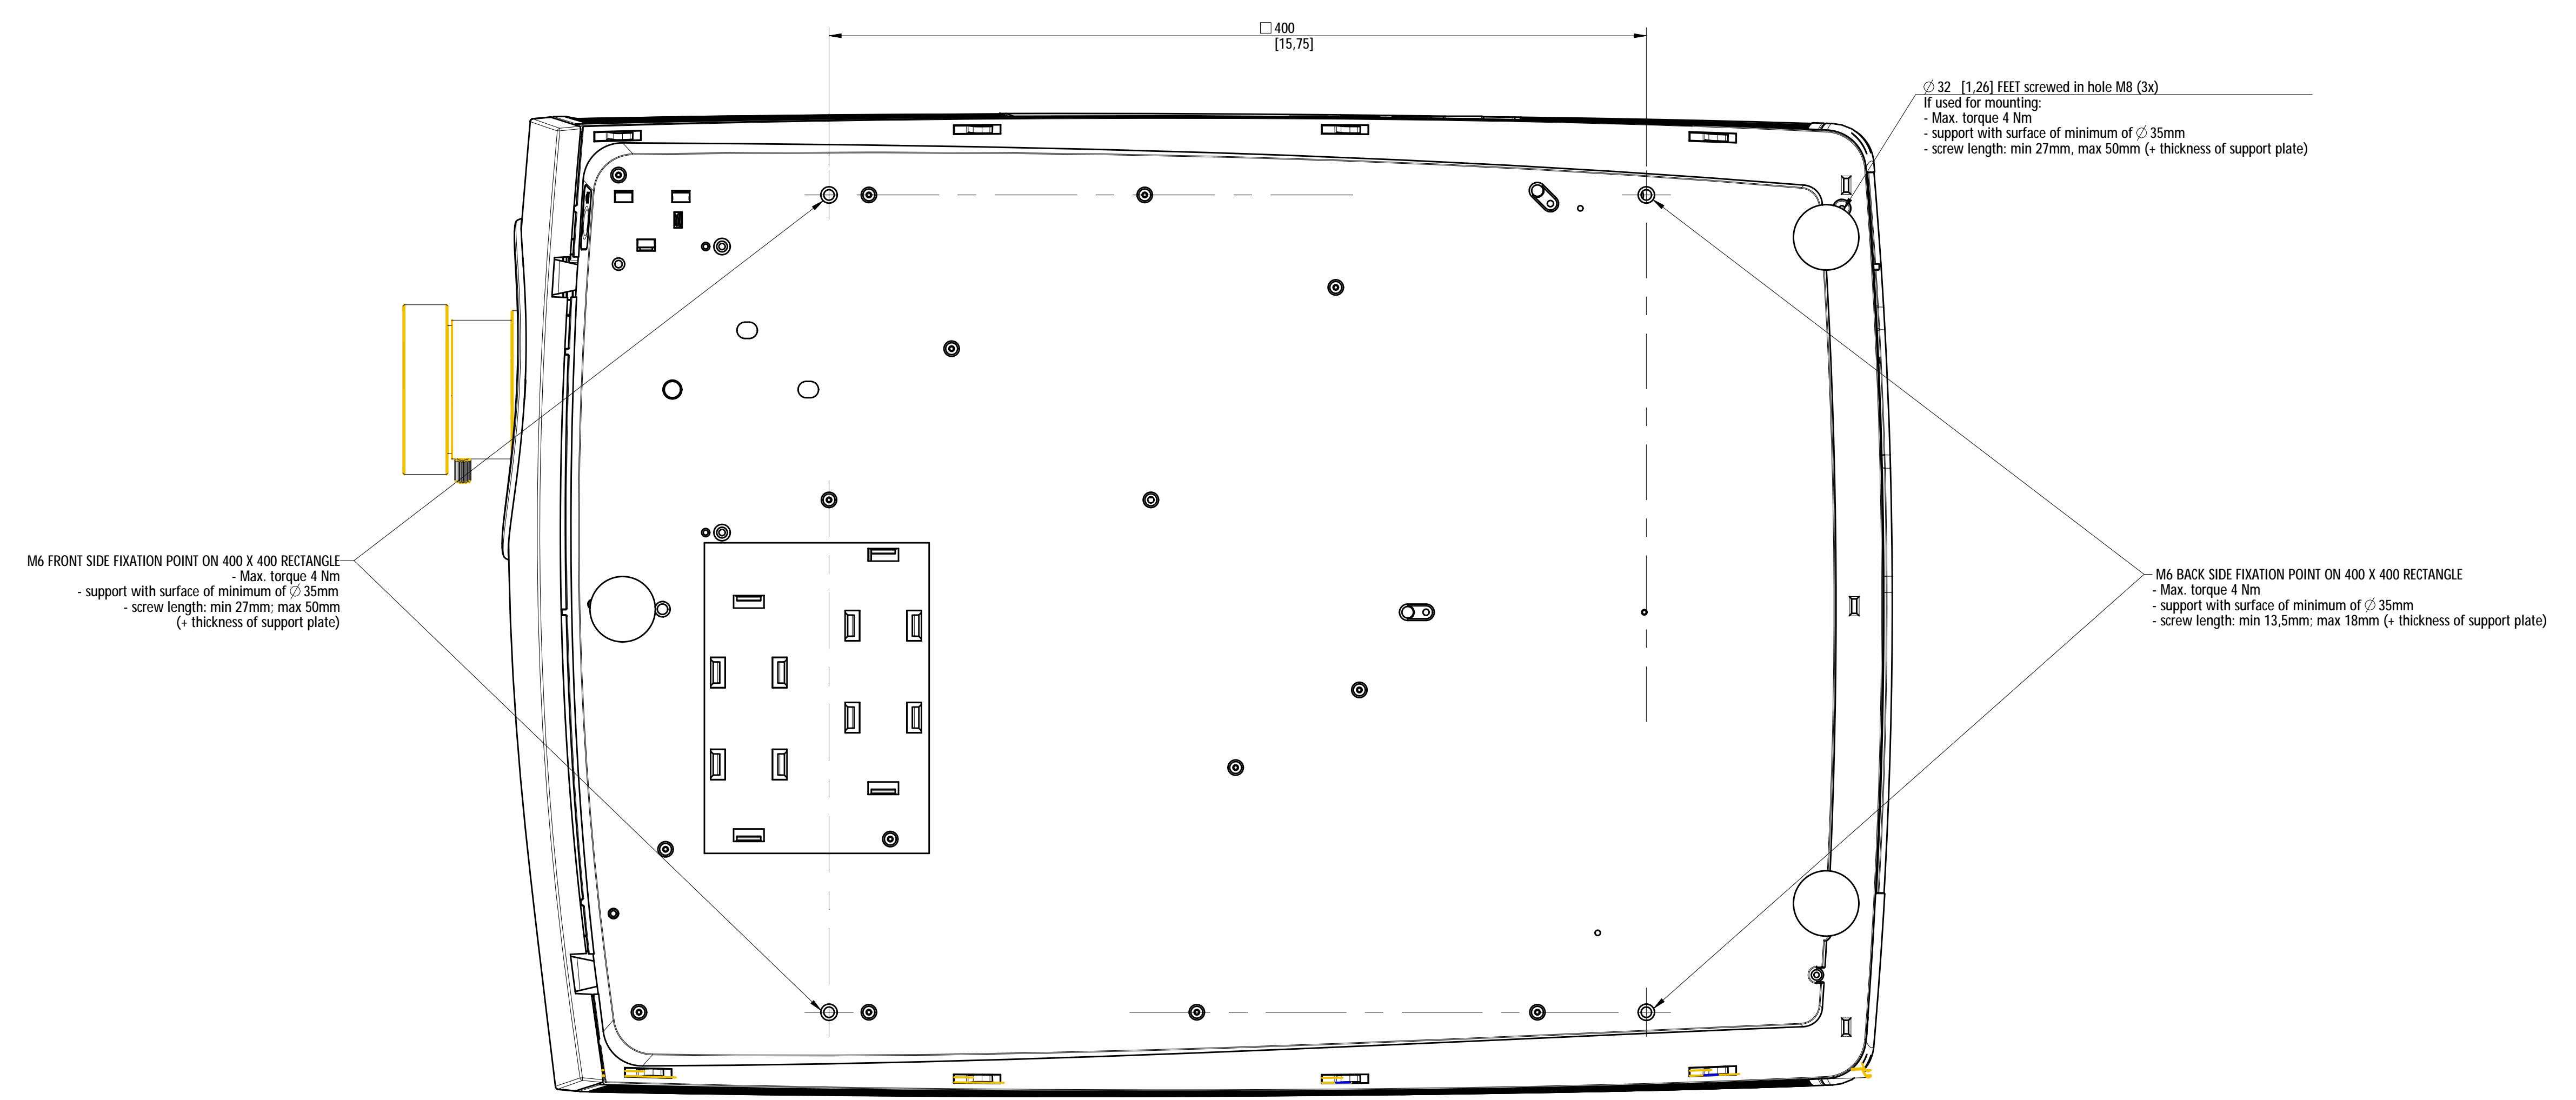 □ 400
[15,75]
∅ 32 [1,26] FEET screwed in hole M8 (3x)
If used for mounting:
- Max. torque 4 Nm
- support with surface of minimum of ∅ 35mm
- screw length: min 27mm, max 50mm (+ thickness of support plate)
M6 FRONT SIDE FIXATION POINT ON 400 X 400 RECTANGLE
- Max. torque 4 Nm
- support with surface of minimum of ∅ 35mm
- screw length: min 27mm; max 50mm
(+ thickness of support plate)
M6 BACK SIDE FIXATION POINT ON 400 X 400 RECTANGLE
- Max. torque 4 Nm
- support with surface of minimum of ∅ 35mm
- screw length: min 13,5mm; max 18mm (+ thickness of support plate)